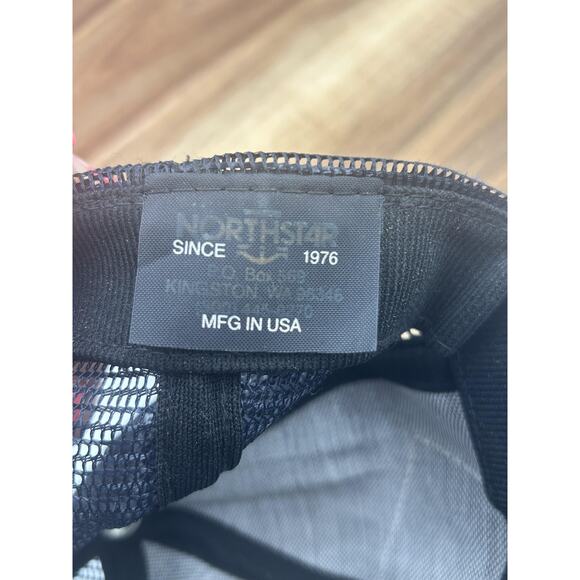 NORTHSTAR
SINCE 1976
P.O. Box
KINGSTON, WA 98346
MFG IN USA